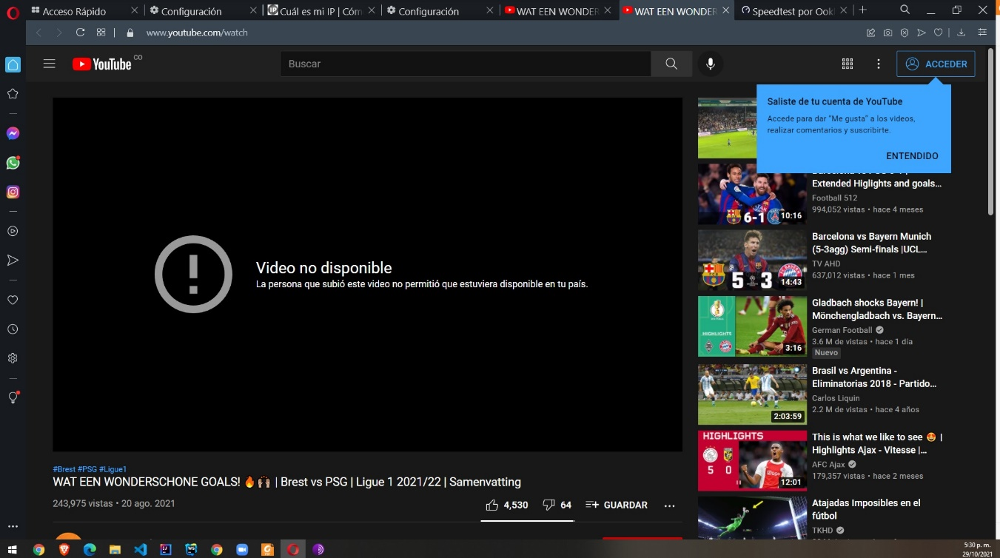 Acceso Rápido
Configuración
IP Cuál es mi IP | Cóm
Configuración
WAT EEN WONDER
WAT EEN WONDER
Speedtest por Ookl
www.youtube.com/watch
YouTube CO
Buscar
ACCEDER
Saliste de tu cuenta de YouTube
Accede para dar "Me gusta" a los videos,
realizar comentarios y suscribirte.
ENTENDIDO
Video no disponible
La persona que subió este video no permitió que estuviera disponible en tu país.
#Brest #PSG #Ligue1
WAT EEN WONDERSCHONE GOALS! 🔥🙌🏾 | Brest vs PSG | Ligue 1 2021/22 | Samenvatting
243,975 vistas • 20 ago. 2021
4,530
64
GUARDAR
Extended Higlights and goals...
Football 512
994,052 vistas • hace 4 meses
6-1
10:16
Barcelona vs Bayern Munich
(5-3agg) Semi-finals |UCL...
TV AHD
637,012 vistas • hace 1 mes
5 3
14:43
Gladbach shocks Bayern! |
Mönchengladbach vs. Bayern...
German Football
3.6 M de vistas • hace 1 día
Nuevo
HIGHLIGHTS
3:16
Brasil vs Argentina -
Eliminatorias 2018 - Partido...
Carlos Liquin
2.2 M de vistas • hace 4 años
2:03:59
This is what we like to see 😍 |
Highlights Ajax - Vitesse |...
AFC Ajax
179,357 vistas • hace 2 meses
HIGHLIGHTS
5 0
12:01
Atajadas Imposibles en el
fútbol
TKHD
5:30 p. m.
29/10/2021